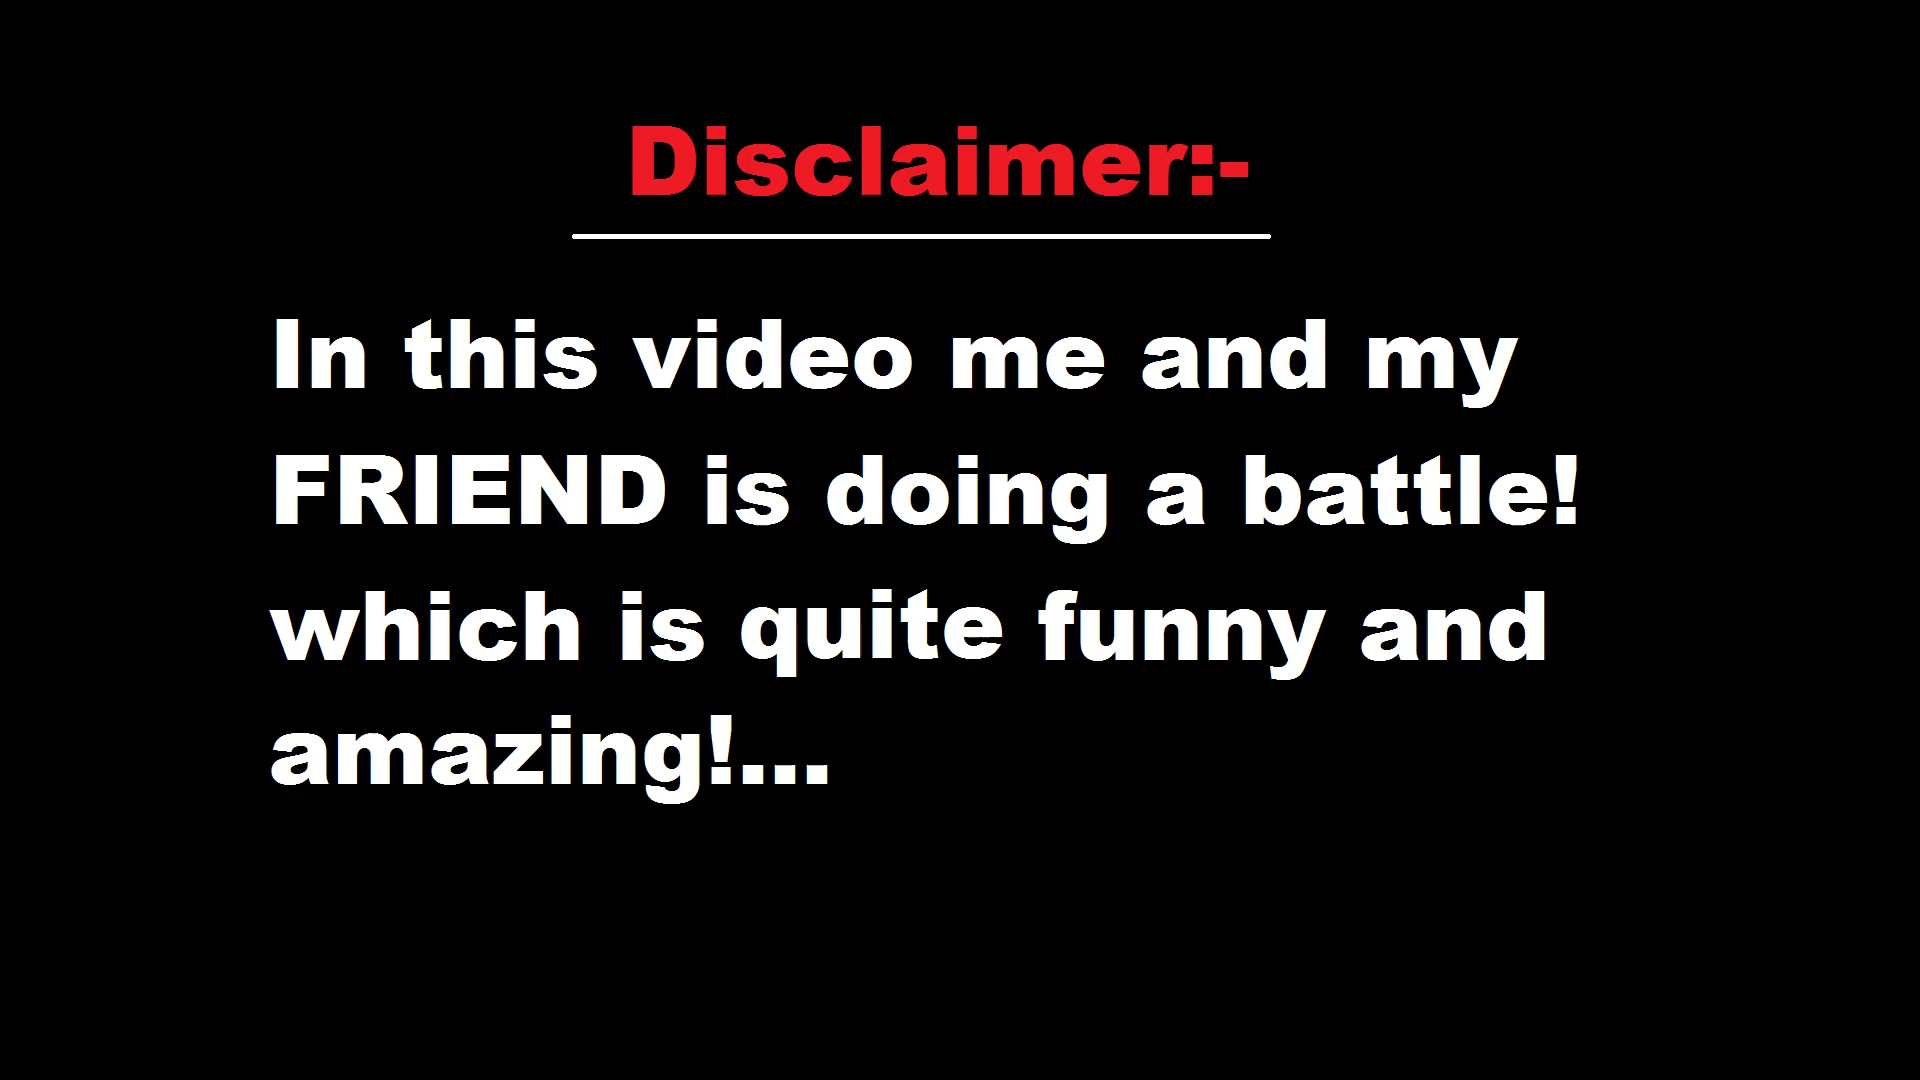 Disclaimer:-
In this video me and my
FRIEND is doing a battle!
which is quite funny and
amazing!...